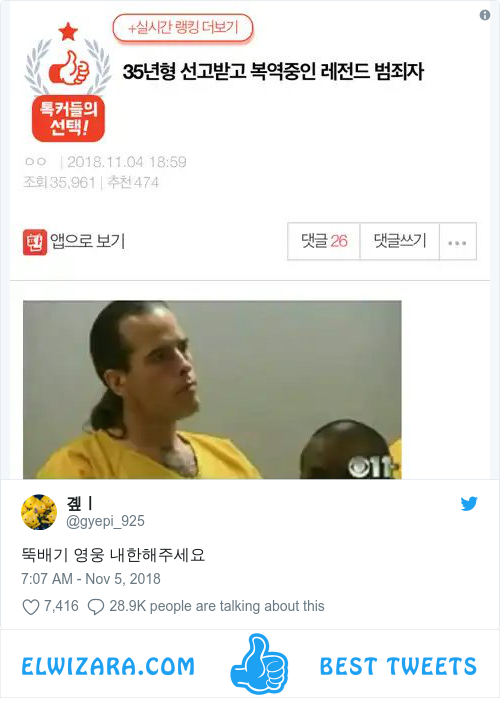 +실시간 랭킹 더보기
톡커들의
선택!
35년형 선고받고 복역중인 레전드 범죄자
ㅇㅇ | 2018.11.04 18:59
조회 35,961 | 추천 474
판 앱으로 보기
댓글 26 댓글쓰기 ...
11
곂ㅣ
@gyepi_925
뚝배기 영웅 내한해주세요
7:07 AM - Nov 5, 2018
7,416 28.9K people are talking about this
ELWIZARA.COM BEST TWEETS